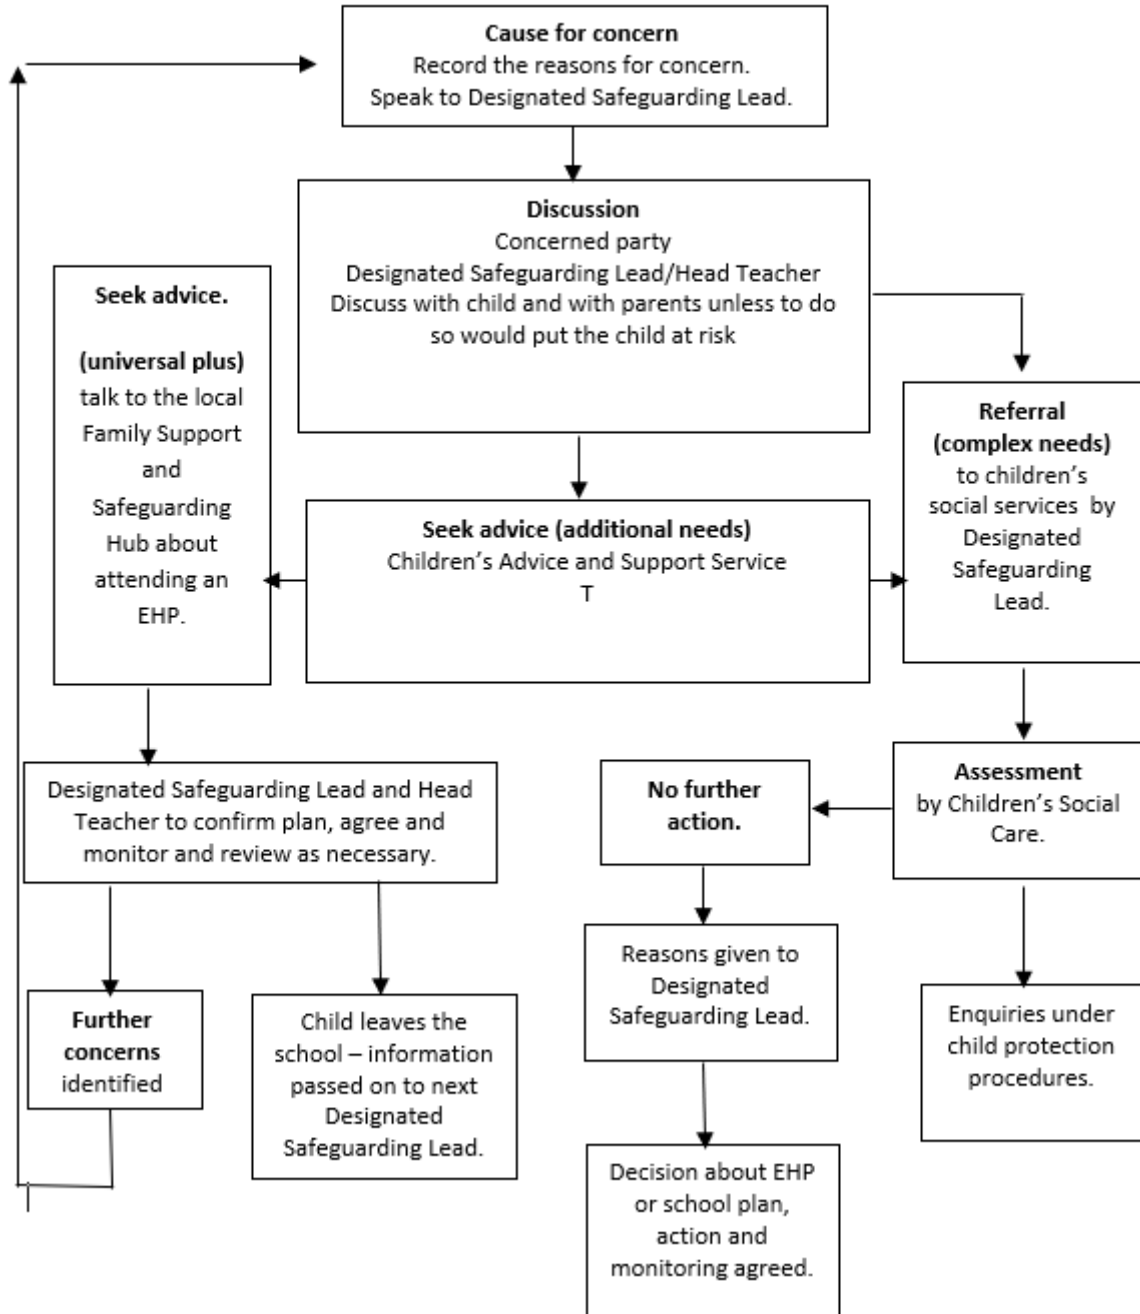 Cause for concern
Record the reasons for concern.
Speak to Designated Safeguarding Lead.
Discussion
Concerned party
Designated Safeguarding Lead/Head Teacher
Discuss with child and with parents unless to do
so would put the child at risk
Seek advice.
(universal plus)
talk to the local
Family Support
and
Safeguarding
Hub about
attending an
EHP.
Referral
(complex needs)
to children’s
social services by
Designated
Safeguarding
Lead.
Seek advice (additional needs)
Children’s Advice and Support Service
T
Designated Safeguarding Lead and Head
Teacher to confirm plan, agree and
monitor and review as necessary.
No further
action.
Assessment
by Children’s Social
Care.
Further
concerns
identified
Child leaves the
school – information
passed on to next
Designated
Safeguarding Lead.
Reasons given to
Designated
Safeguarding Lead.
Enquiries under
child protection
procedures.
Decision about EHP
or school plan,
action and
monitoring agreed.